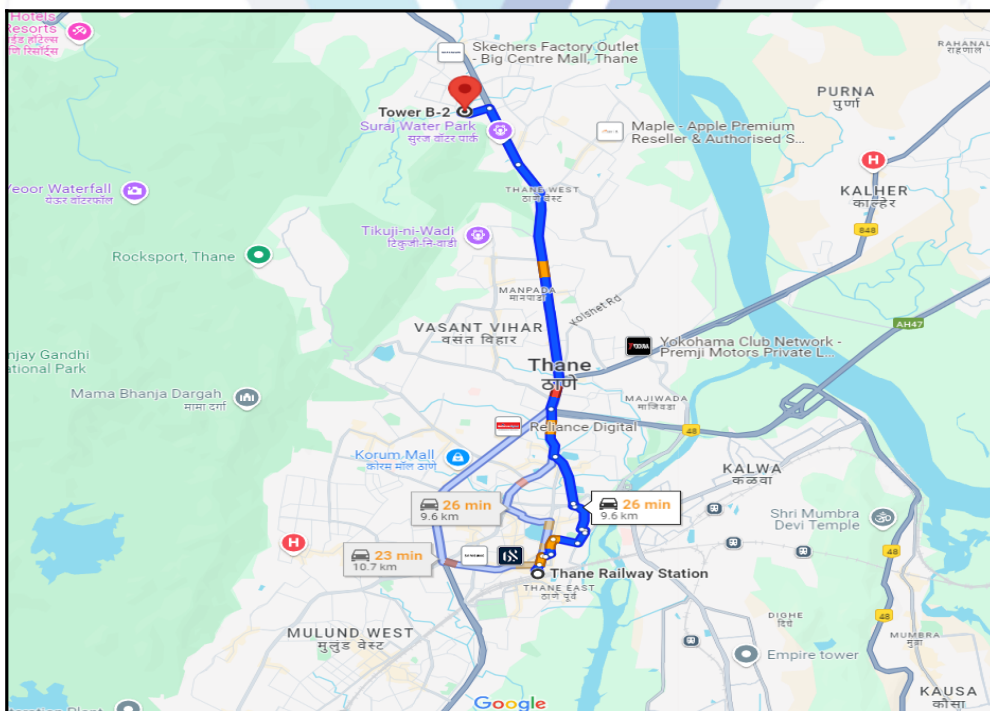 Hotels
Resorts
Skechers Factory Outlet
- Big Centre Mall, Thane
RAHANAL
राहणाल
PURNA
पुर्णा
Tower B-2
Suraj Water Park
सुरज वॉटर पार्क
Maple - Apple Premium
Reseller & Authorised S...
H
KALHER
काल्हेर
Yeoor Waterfall
येऊर वॉटरफॉल
THANE WEST
ठाणे वेस्ट
848
Tikuji-ni-Wadi
टिकुजी-नि-वाडी
Rocksport, Thane
MANPADA
मानपाडा
Kolshet Rd
AH47
VASANT VIHAR
वसंत विहार
Yokohama Club Network -
Premji Motors Private L...
njay Gandhi
ational Park
Thane
ठाणे
Mama Bhanja Dargah
मामा दर्गा
MAJIWADA
माजिवडा
Reliance Digital
48
Korum Mall
कोरम मॉल ठाणे
KALWA
कळवा
26 min
9.6 km
26 min
9.6 km
Shri Mumbra
Devi Temple
H
48
23 min
10.7 km
Thane Railway Station
THANE EAST
ठाणे पूर्व
DIGHE
दिघे
48
MULUND WEST
मुलुंड वेस्ट
MUMBRA
मुंब्रा
Empire tower
KAUSA
कौसा
Google